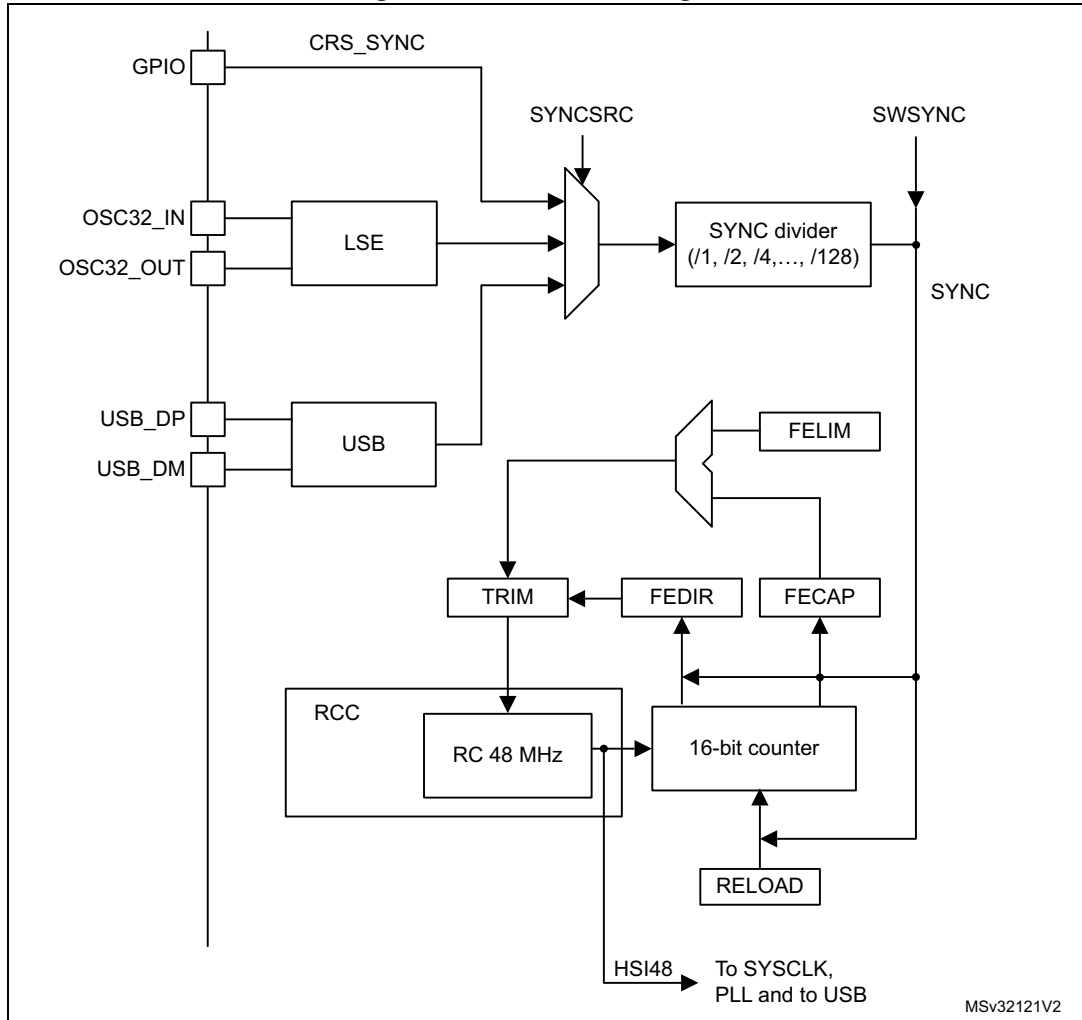 CRS_SYNC
GPIO
SYNCSRC
SWSYNC
OSC32_IN
LSE
OSC32_OUT
SYNC divider
(/1, /2, /4,…, /128)
SYNC
USB_DP
USB
USB_DM
FELIM
TRIM
FEDIR
FECAP
RCC
RC 48 MHz
16-bit counter
RELOAD
HSI48
To SYSCLK,
PLL and to USB
MSv32121V2